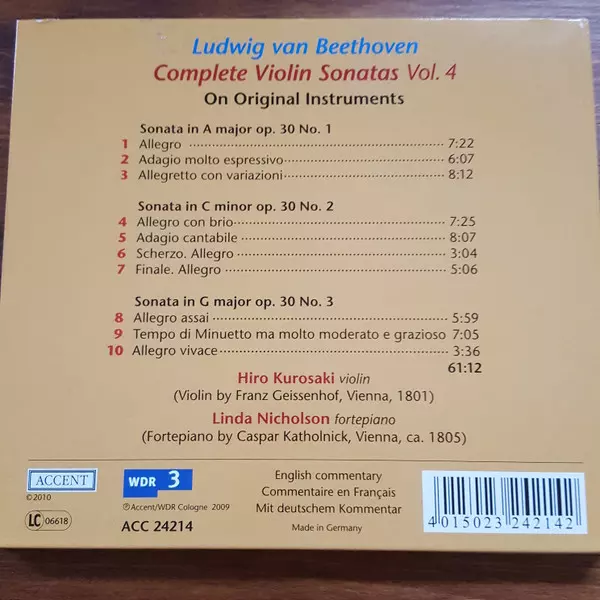 Ludwig van Beethoven
Complete Violin Sonatas Vol. 4
On Original Instruments
Sonata in A major op. 30 No. 1
1 Allegro 7:22
2 Adagio molto espressivo 6:07
3 Allegretto con variazioni 8:12
Sonata in C minor op. 30 No. 2
4 Allegro con brio 7:25
5 Adagio cantabile 8:07
6 Scherzo. Allegro 3:04
7 Finale. Allegro 5:06
Sonata in G major op. 30 No. 3
8 Allegro assai 5:59
9 Tempo di Minuetto ma molto moderato e grazioso 7:05
10 Allegro vivace 3:36
61:12
Hiro Kurosaki violin
(Violin by Franz Geissenhof, Vienna, 1801)
Linda Nicholson fortepiano
(Fortepiano by Caspar Katholnick, Vienna, ca. 1805)
ACCENT
©2010
LC 06618
WDR 3
℗Accent/WDR Cologne 2009
ACC 24214
English commentary
Commentaire en Français
Mit deutschem Kommentar
Made in Germany
4 015023 242142